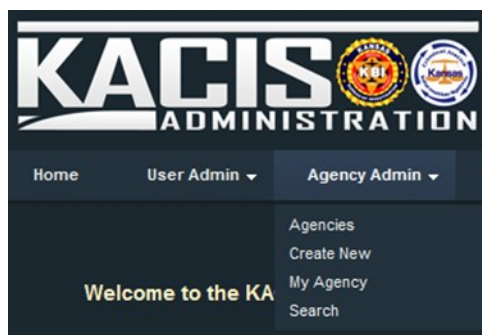 KACIS
KBI
Kansas
ADMINISTRATION
Home
User Admin
Agency Admin
Agencies
Create New
My Agency
Search
Welcome to the KA